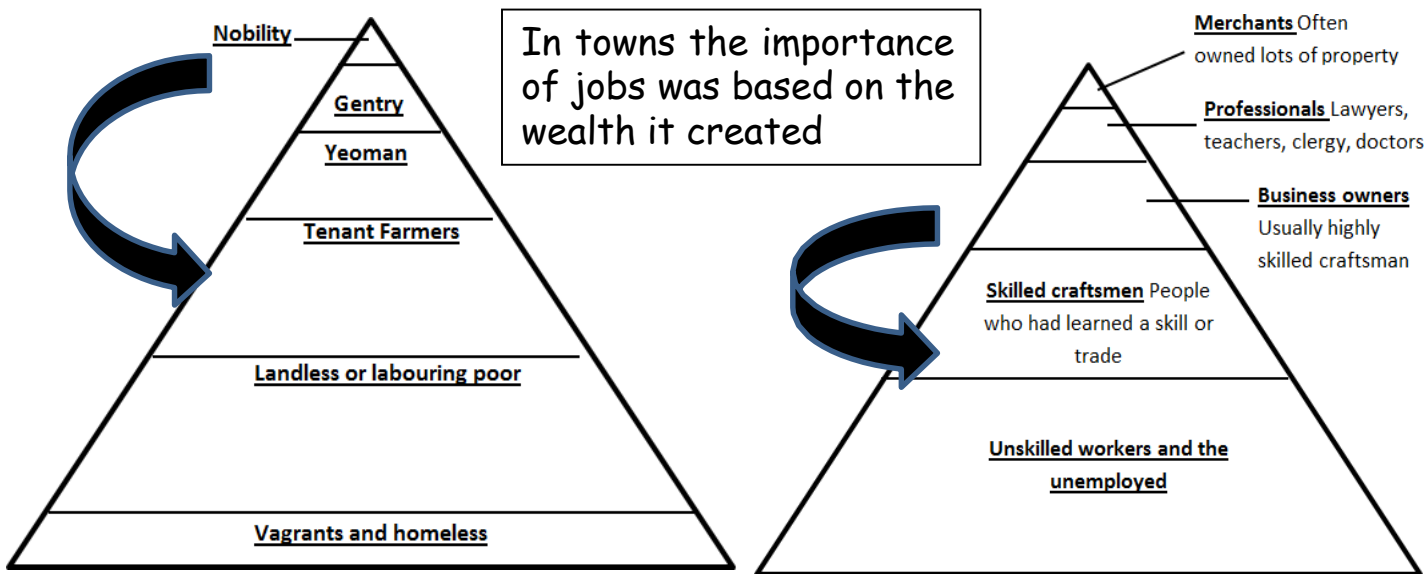 Nobility
Gentry
Yeoman
Tenant Farmers
Landless or labouring poor
Vagrants and homeless
In towns the importance
of jobs was based on the
wealth it created
Merchants Often
owned lots of property
Professionals Lawyers,
teachers, clergy, doctors
Business owners
Usually highly
skilled craftsman
Skilled craftsmen People
who had learned a skill or
trade
Unskilled workers and the
unemployed